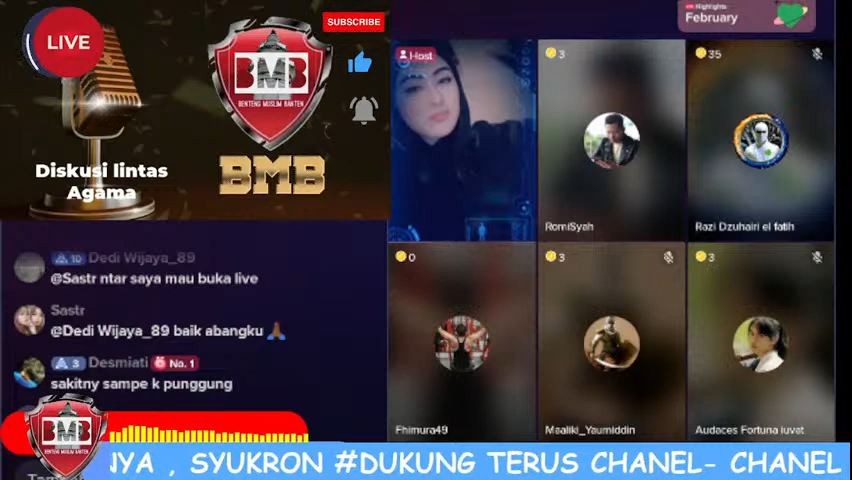 LIVE
SUBSCRIBE
BMB
BENTENG MUSLIM BANTEN
BMB
Diskusi lintas
Agama
Highlights
February
Host
3
35
RomiSyah
Razi Dzuhairi el fatih
0
3
3
Fhimura49
Maaliki_Yaumiddin
Audaces Fortuna iuvat
10 Dedi Wijaya_89
@Sastr ntar saya mau buka live
Sastr
@Dedi Wijaya_89 baik abangku 🙏🏾
3 Desmiati No. 1
sakitny sampe k punggung
BMB
NYA , SYUKRON #DUKUNG TERUS CHANEL- CHANEL